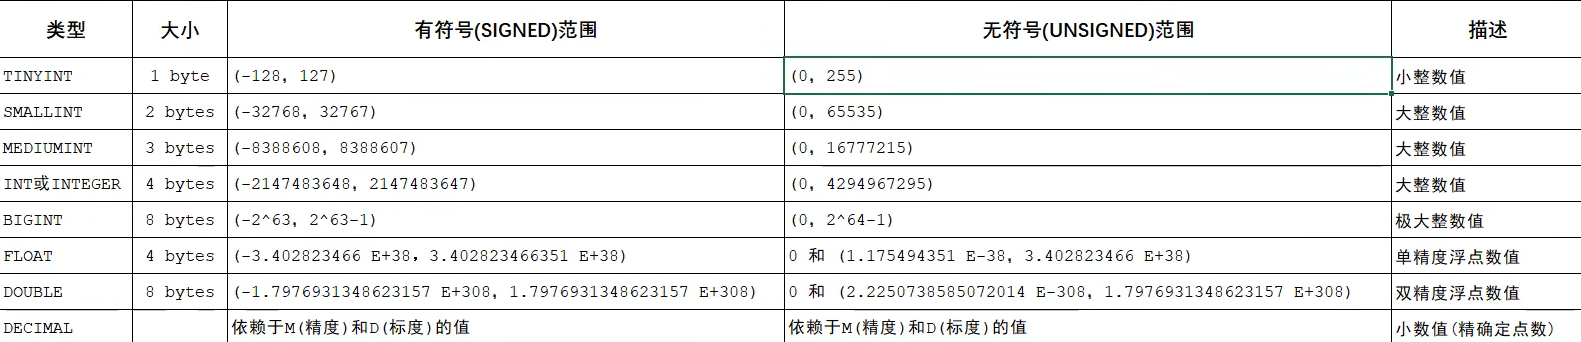 类型 大小 有符号(SIGNED)范围 无符号(UNSIGNED)范围 描述
TINYINT 1 byte (-128, 127) (0, 255) 小整数值
SMALLINT 2 bytes (-32768, 32767) (0, 65535) 大整数值
MEDIUMINT 3 bytes (-8388608, 8388607) (0, 16777215) 大整数值
INT或INTEGER 4 bytes (-2147483648, 2147483647) (0, 4294967295) 大整数值
BIGINT 8 bytes (-2^63, 2^63-1) (0, 2^64-1) 极大整数值
FLOAT 4 bytes (-3.402823466 E+38, 3.402823466351 E+38) 0 和 (1.175494351 E-38, 3.402823466 E+38) 单精度浮点数值
DOUBLE 8 bytes (-1.7976931348623157 E+308, 1.7976931348623157 E+308) 0 和 (2.2250738585072014 E-308, 1.7976931348623157 E+308) 双精度浮点数值
DECIMAL 依赖于M(精度)和D(标度)的值 依赖于M(精度)和D(标度)的值 小数值(精确定点数)